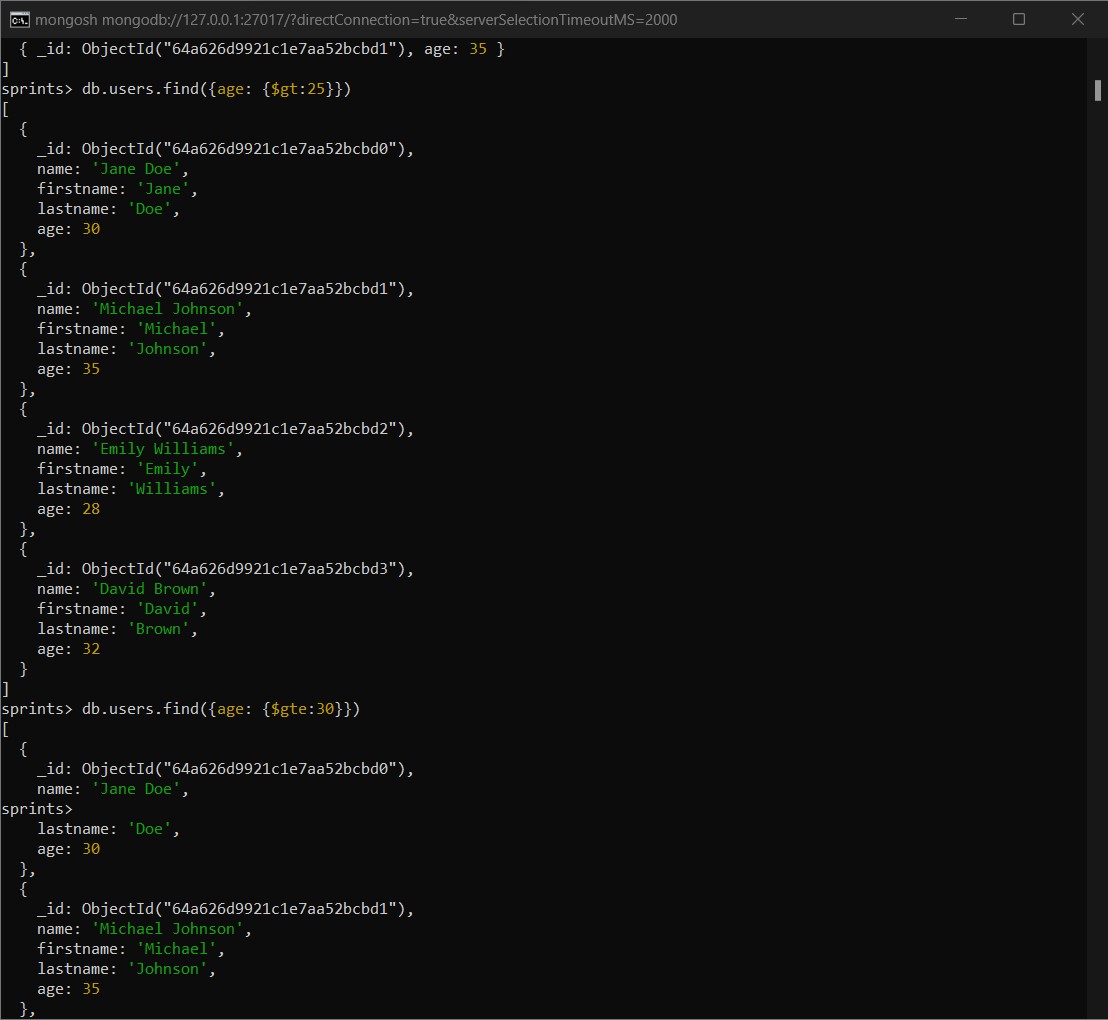 mongosh mongodb://127.0.0.1:27017/?directConnection=true&serverSelectionTimeoutMS=2000
  { _id: ObjectId("64a626d9921c1e7aa52bcbd1"), age: 35 }
]
sprints> db.users.find({age: {$gt:25}})
[
  {
    _id: ObjectId("64a626d9921c1e7aa52bcbd0"),
    name: 'Jane Doe',
    firstname: 'Jane',
    lastname: 'Doe',
    age: 30
  },
  {
    _id: ObjectId("64a626d9921c1e7aa52bcbd1"),
    name: 'Michael Johnson',
    firstname: 'Michael',
    lastname: 'Johnson',
    age: 35
  },
  {
    _id: ObjectId("64a626d9921c1e7aa52bcbd2"),
    name: 'Emily Williams',
    firstname: 'Emily',
    lastname: 'Williams',
    age: 28
  },
  {
    _id: ObjectId("64a626d9921c1e7aa52bcbd3"),
    name: 'David Brown',
    firstname: 'David',
    lastname: 'Brown',
    age: 32
  }
]
sprints> db.users.find({age: {$gte:30}})
[
  {
    _id: ObjectId("64a626d9921c1e7aa52bcbd0"),
    name: 'Jane Doe',
sprints>
    lastname: 'Doe',
    age: 30
  },
  {
    _id: ObjectId("64a626d9921c1e7aa52bcbd1"),
    name: 'Michael Johnson',
    firstname: 'Michael',
    lastname: 'Johnson',
    age: 35
  },